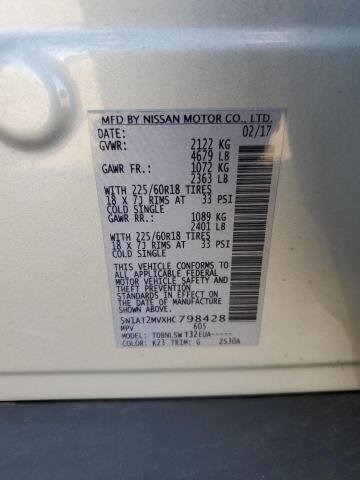 MFD BY NISSAN MOTOR CO., LTD.
DATE: 02/17
GVWR: 2122 KG
4679 LB
GAWR FR.: 1072 KG
2363 LB
WITH 225/60R18 TIRES
18 X 7J RIMS AT 33 PSI
COLD SINGLE
GAWR RR.: 1089 KG
2401 LB
WITH 225/60R18 TIRES
18 X 7J RIMS AT 33 PSI
COLD SINGLE
THIS VEHICLE CONFORMS TO
ALL APPLICABLE FEDERAL
MOTOR VEHICLE SAFETY AND
THEFT PREVENTION
STANDARDS IN EFFECT ON
THE DATE OF MANUFACTURE
SHOWN ABOVE.
5N1AT2MVXHC798428
MPV 605
TYPE: TDBNLSWT32EUA-----
COLOR: K23 TRIM: G 2530A